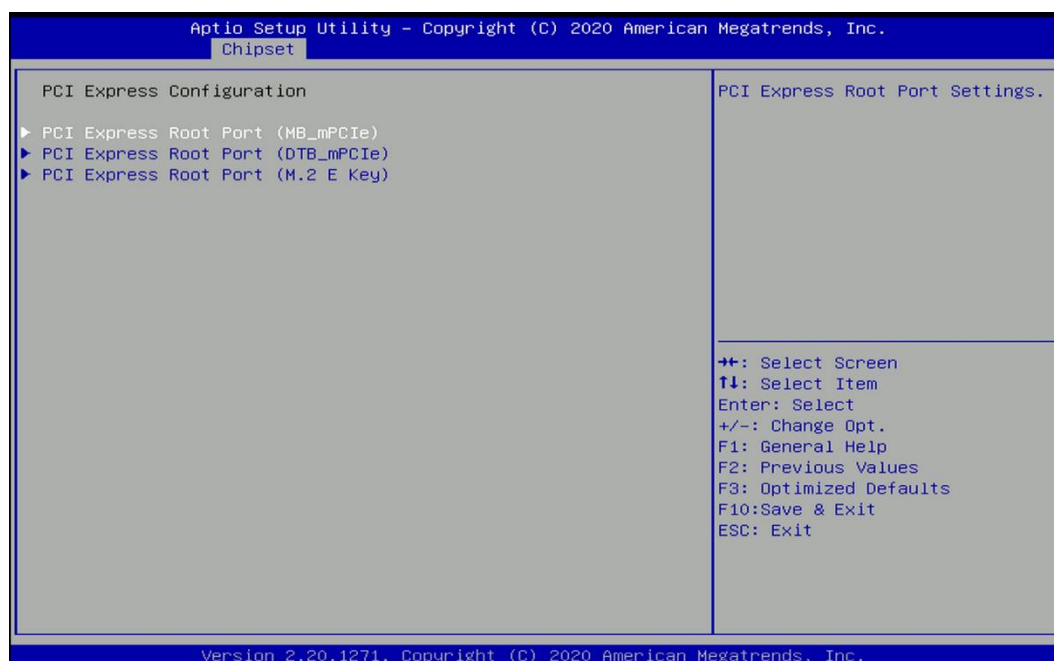 Aptio Setup Utility – Copyright (C) 2020 American Megatrends, Inc.
Chipset
PCI Express Configuration
PCI Express Root Port (MB_mPCIe)
PCI Express Root Port (DTB_mPCIe)
PCI Express Root Port (M.2 E Key)
PCI Express Root Port Settings.
→←: Select Screen
↑↓: Select Item
Enter: Select
+/-: Change Opt.
F1: General Help
F2: Previous Values
F3: Optimized Defaults
F10:Save & Exit
ESC: Exit
Version 2.20.1271. Copyright (C) 2020 American Megatrends, Inc.